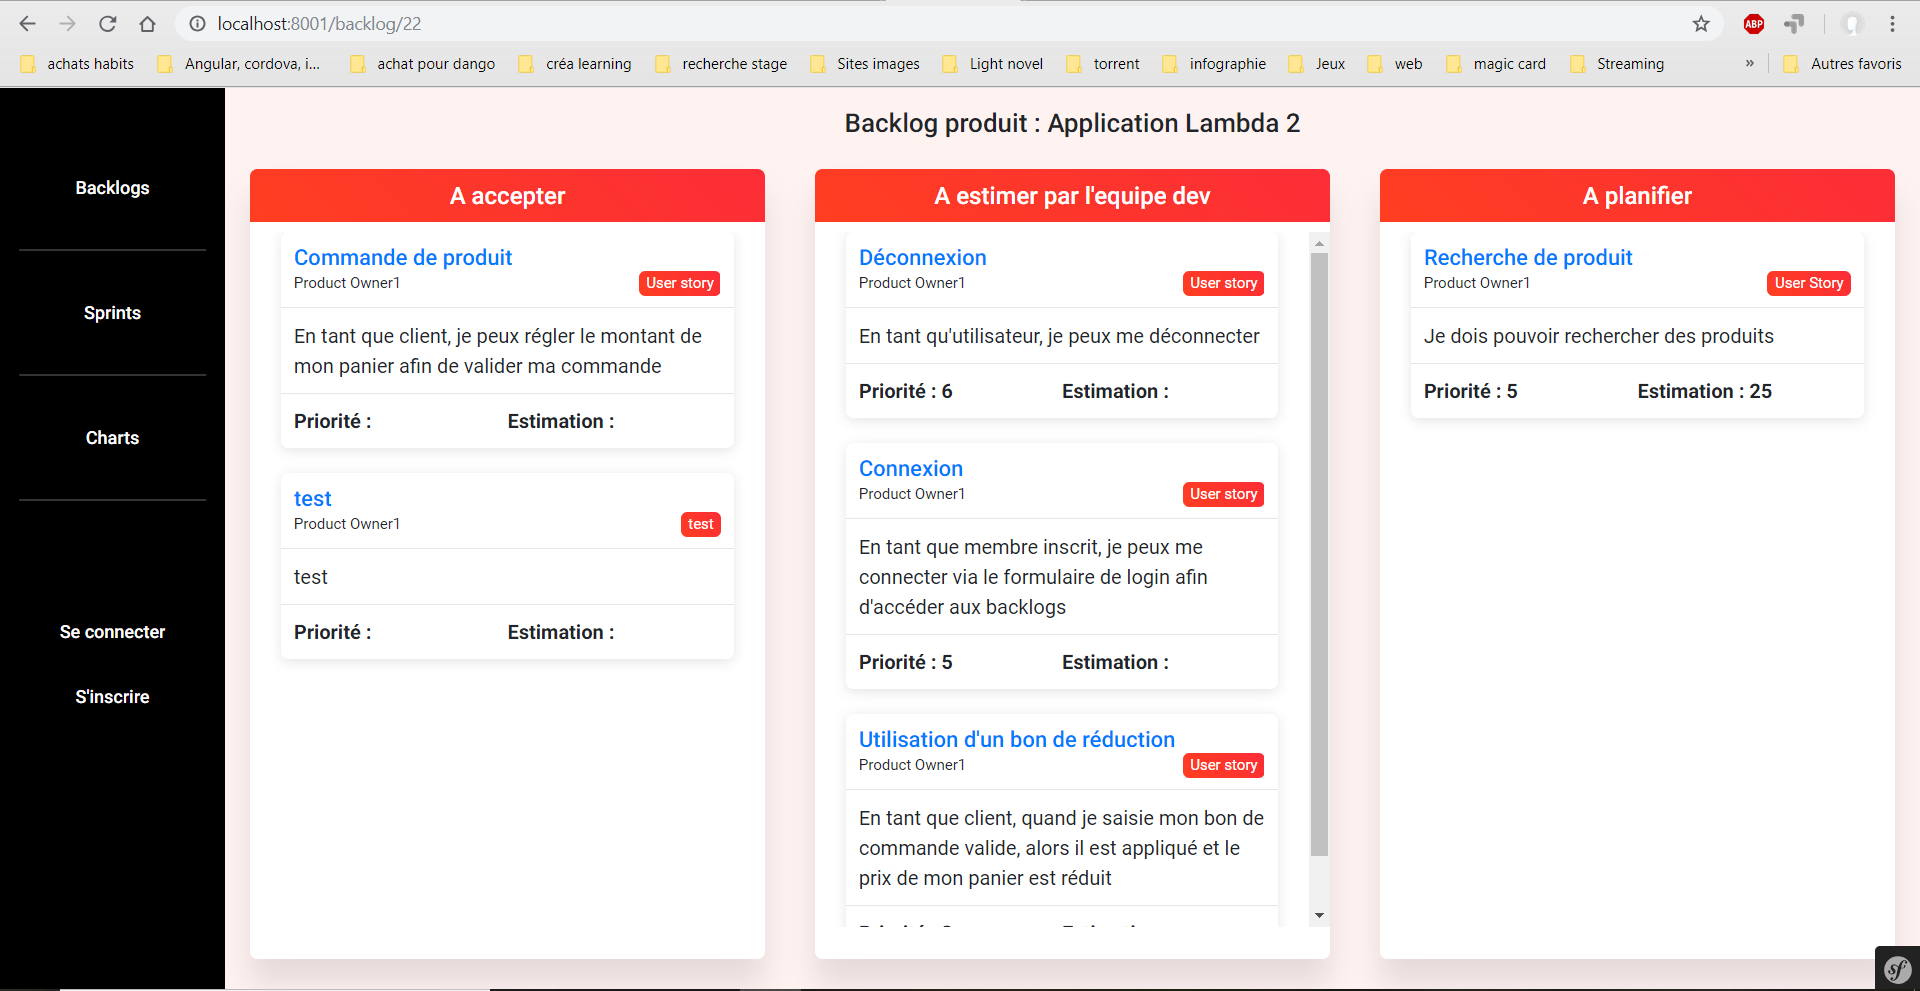 localhost:8001/backlog/22
ABP
achats habits
Angular, cordova, i...
achat pour dango
créa learning
recherche stage
Sites images
Light novel
torrent
infographie
Jeux
web
magic card
Streaming
»
Autres favoris
Backlogs
Sprints
Charts
Se connecter
S'inscrire
Backlog produit : Application Lambda 2
A accepter
Commande de produit
Product Owner1
User story
En tant que client, je peux régler le montant de
mon panier afin de valider ma commande
Priorité :
Estimation :
test
Product Owner1
test
test
Priorité :
Estimation :
A estimer par l'equipe dev
Déconnexion
Product Owner1
User story
En tant qu'utilisateur, je peux me déconnecter
Priorité : 6
Estimation :
Connexion
Product Owner1
User story
En tant que membre inscrit, je peux me
connecter via le formulaire de login afin
d'accéder aux backlogs
Priorité : 5
Estimation :
Utilisation d'un bon de réduction
Product Owner1
User story
En tant que client, quand je saisie mon bon de
commande valide, alors il est appliqué et le
prix de mon panier est réduit
A planifier
Recherche de produit
Product Owner1
User Story
Je dois pouvoir rechercher des produits
Priorité : 5
Estimation : 25
sf